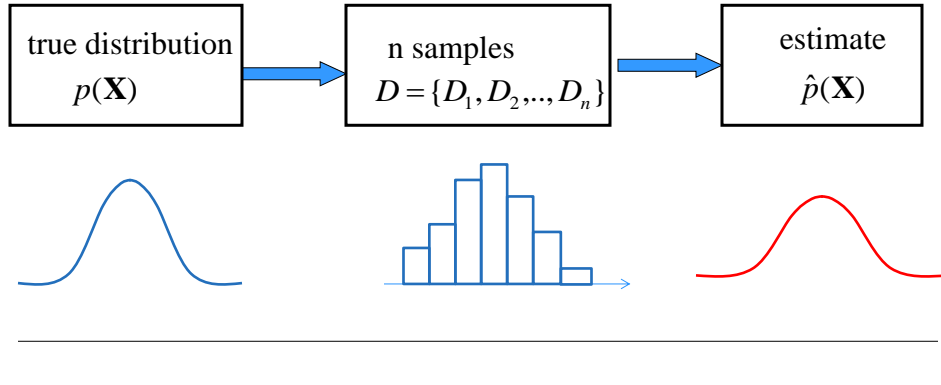 true distribution
p(X)
n samples
D = {D₁, D₂,.., Dₙ}
estimate
p̂(X)